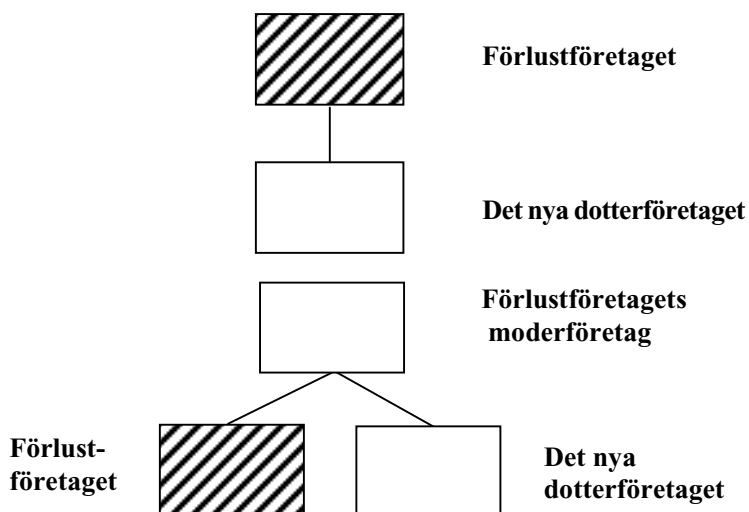 Förlustföretaget
Det nya dotterföretaget
Förlustföretagets
moderföretag
Förlust-
företaget
Det nya
dotterföretaget